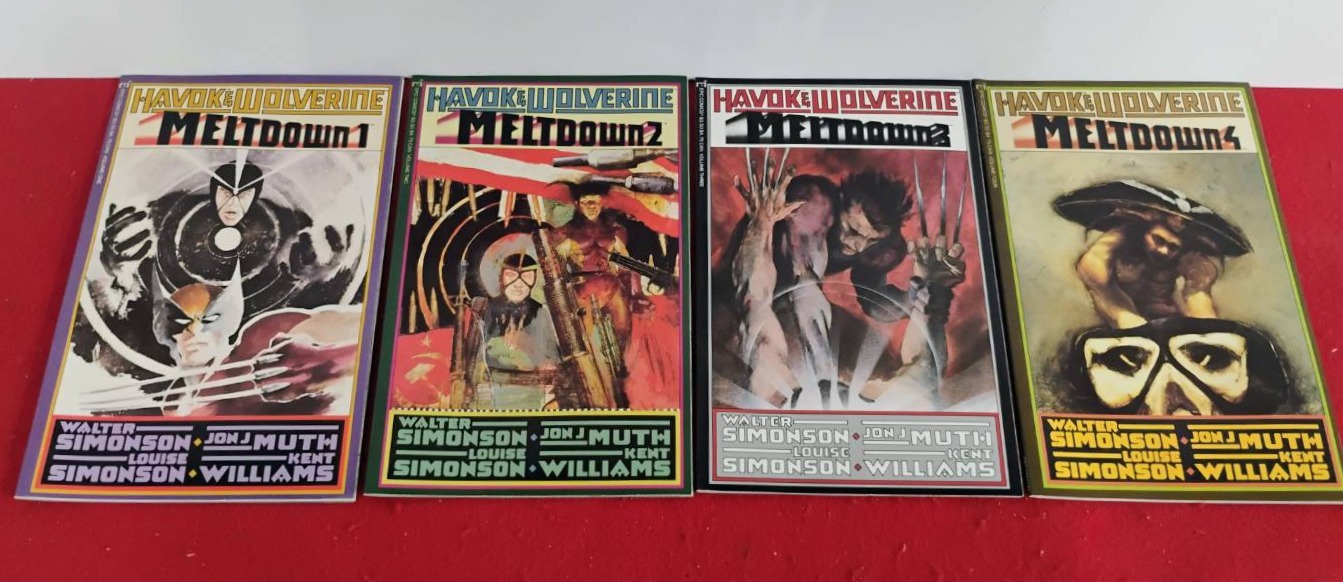 HAVOK & WOLVERINE
MELTDOWN 1
WALTER
SIMONSON • JON J MUTH
LOUISE KENT
SIMONSON • WILLIAMS
HAVOK & WOLVERINE
MELTDOWN 2
WALTER
SIMONSON • JON J MUTH
LOUISE KENT
SIMONSON • WILLIAMS
HAVOK & WOLVERINE
MELTDOWN 3
WALTER
SIMONSON • JON J MUTH
LOUISE KENT
SIMONSON • WILLIAMS
HAVOK & WOLVERINE
MELTDOWN 4
WALTER
SIMONSON • JON J MUTH
LOUISE KENT
SIMONSON • WILLIAMS